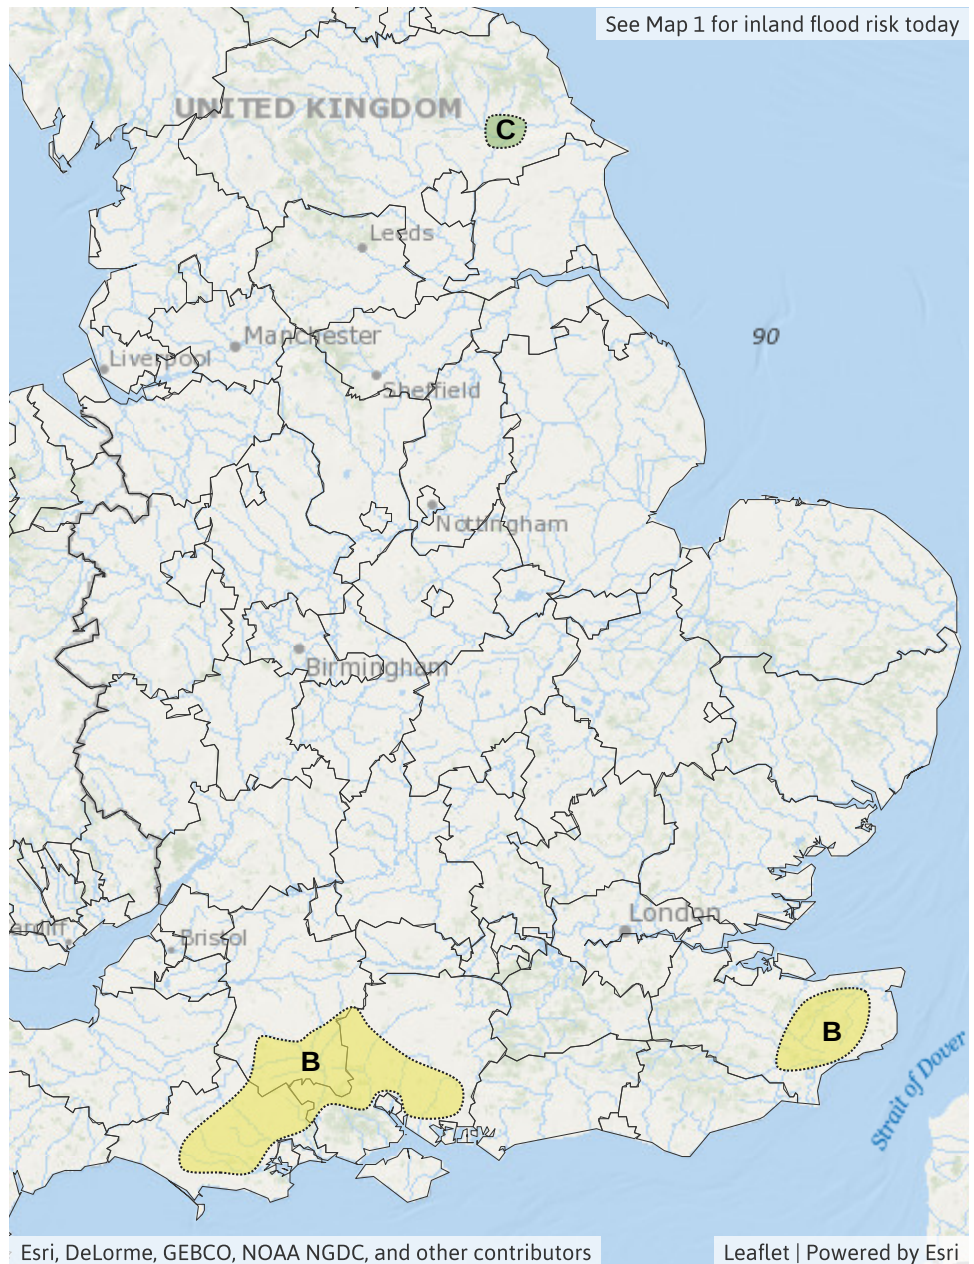 See Map 1 for inland flood risk today
UNITED KINGDOM
C
Leeds
Manchester
90
Liverpool
Sheffield
Nottingham
Birmingham
London
ardiff
Bristol
B
B
Strait of Dover
Esri, DeLorme, GEBCO, NOAA NGDC, and other contributors
Leaflet | Powered by Esri